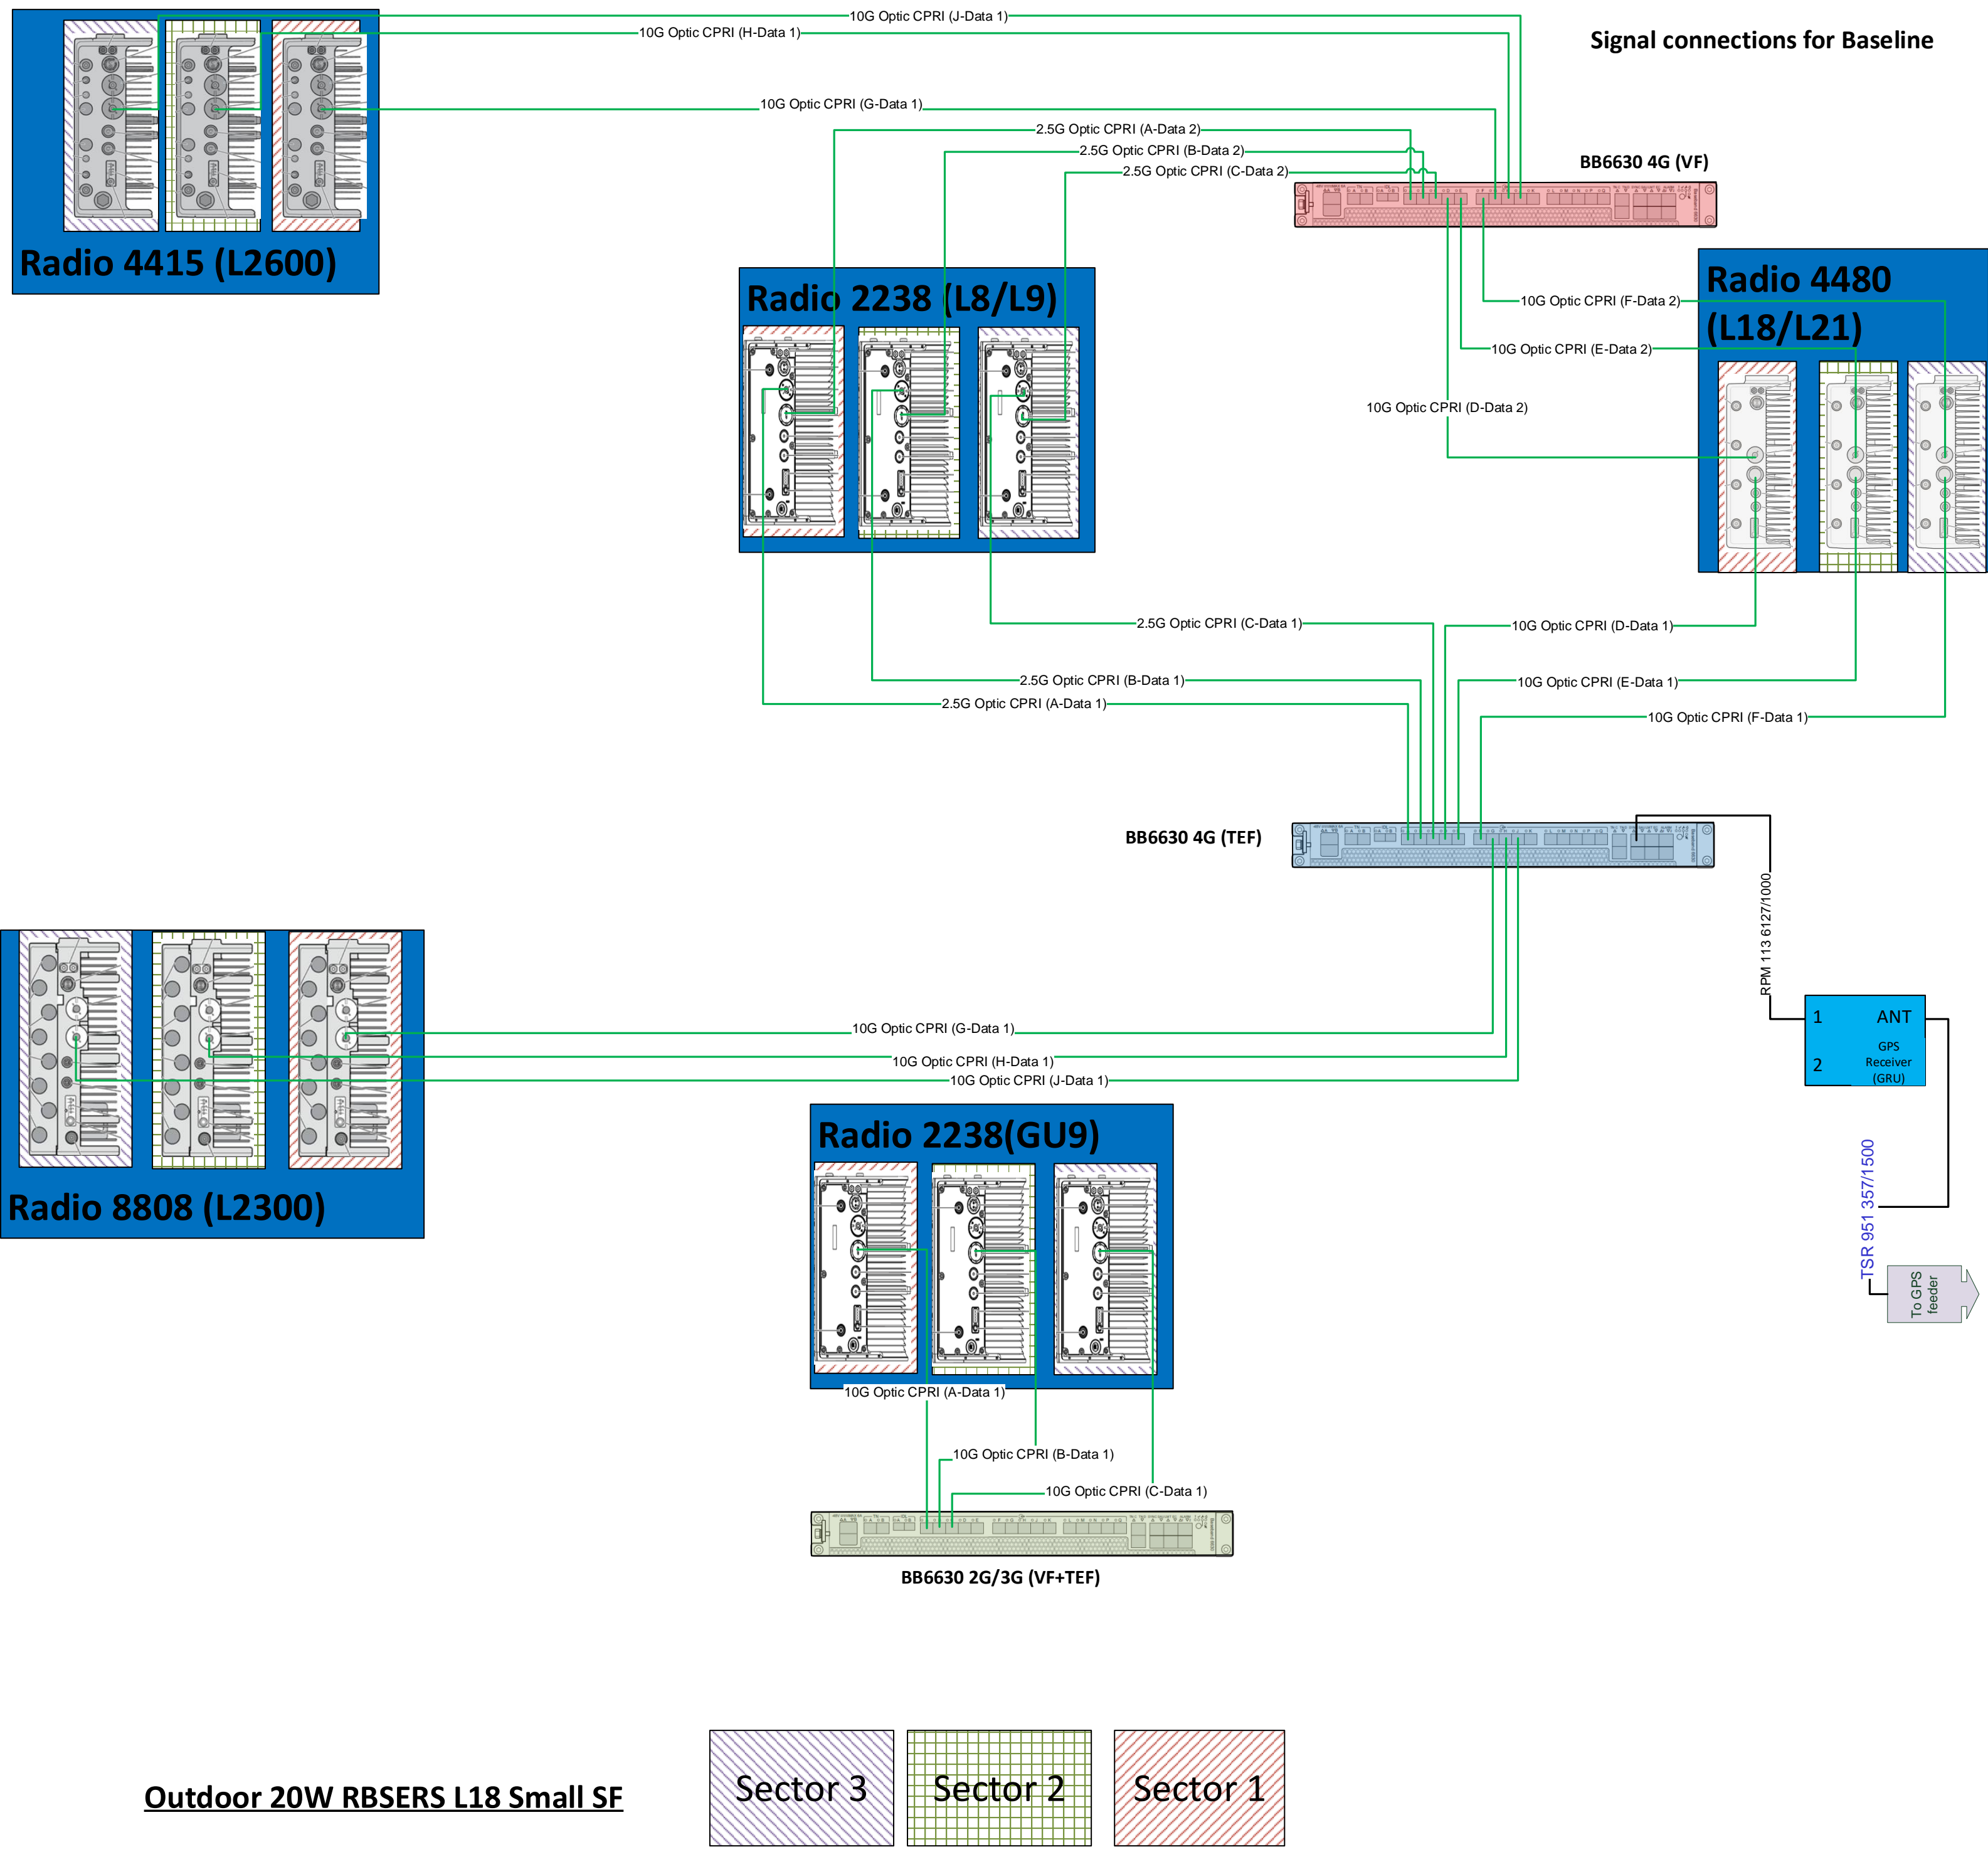 Signal connections for Baseline
10G Optic CPRI (J-Data 1)
10G Optic CPRI (H-Data 1)
10G Optic CPRI (G-Data 1)
2.5G Optic CPRI (A-Data 2)
2.5G Optic CPRI (B-Data 2)
2.5G Optic CPRI (C-Data 2)
BB6630 4G (VF)
Radio 4415 (L2600)
Radio 2238 (L8/L9)
Radio 4480
(L18/L21)
10G Optic CPRI (F-Data 2)
10G Optic CPRI (E-Data 2)
10G Optic CPRI (D-Data 2)
2.5G Optic CPRI (C-Data 1)
10G Optic CPRI (D-Data 1)
2.5G Optic CPRI (B-Data 1)
10G Optic CPRI (E-Data 1)
2.5G Optic CPRI (A-Data 1)
10G Optic CPRI (F-Data 1)
BB6630 4G (TEF)
RPM 113 6127/1000
1
ANT
2
GPS
Receiver
(GRU)
10G Optic CPRI (G-Data 1)
10G Optic CPRI (H-Data 1)
10G Optic CPRI (J-Data 1)
Radio 8808 (L2300)
Radio 2238(GU9)
TSR 951 357/1500
To GPS
feeder
10G Optic CPRI (A-Data 1)
10G Optic CPRI (B-Data 1)
10G Optic CPRI (C-Data 1)
BB6630 2G/3G (VF+TEF)
Outdoor 20W RBSERS L18 Small SF
Sector 3
Sector 2
Sector 1